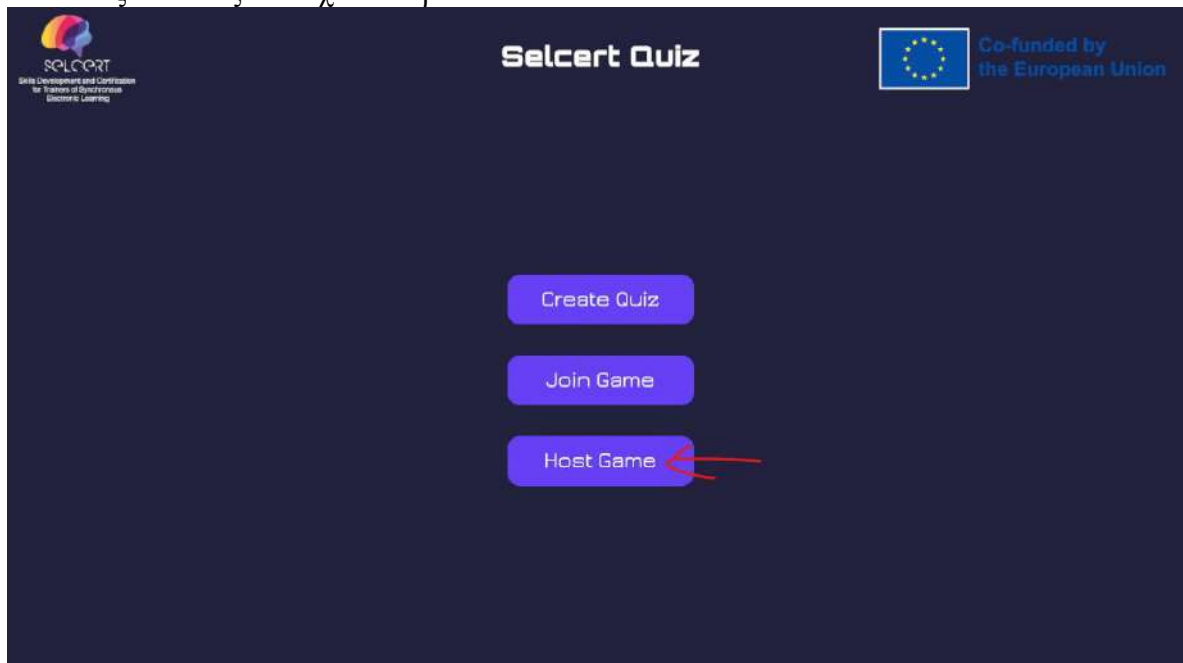 SELCERT
Skills Development and Certification
for Trainers of Synchronous
Electronic Learning
Selcert Quiz
Co-funded by
the European Union
Create Quiz
Join Game
Host Game